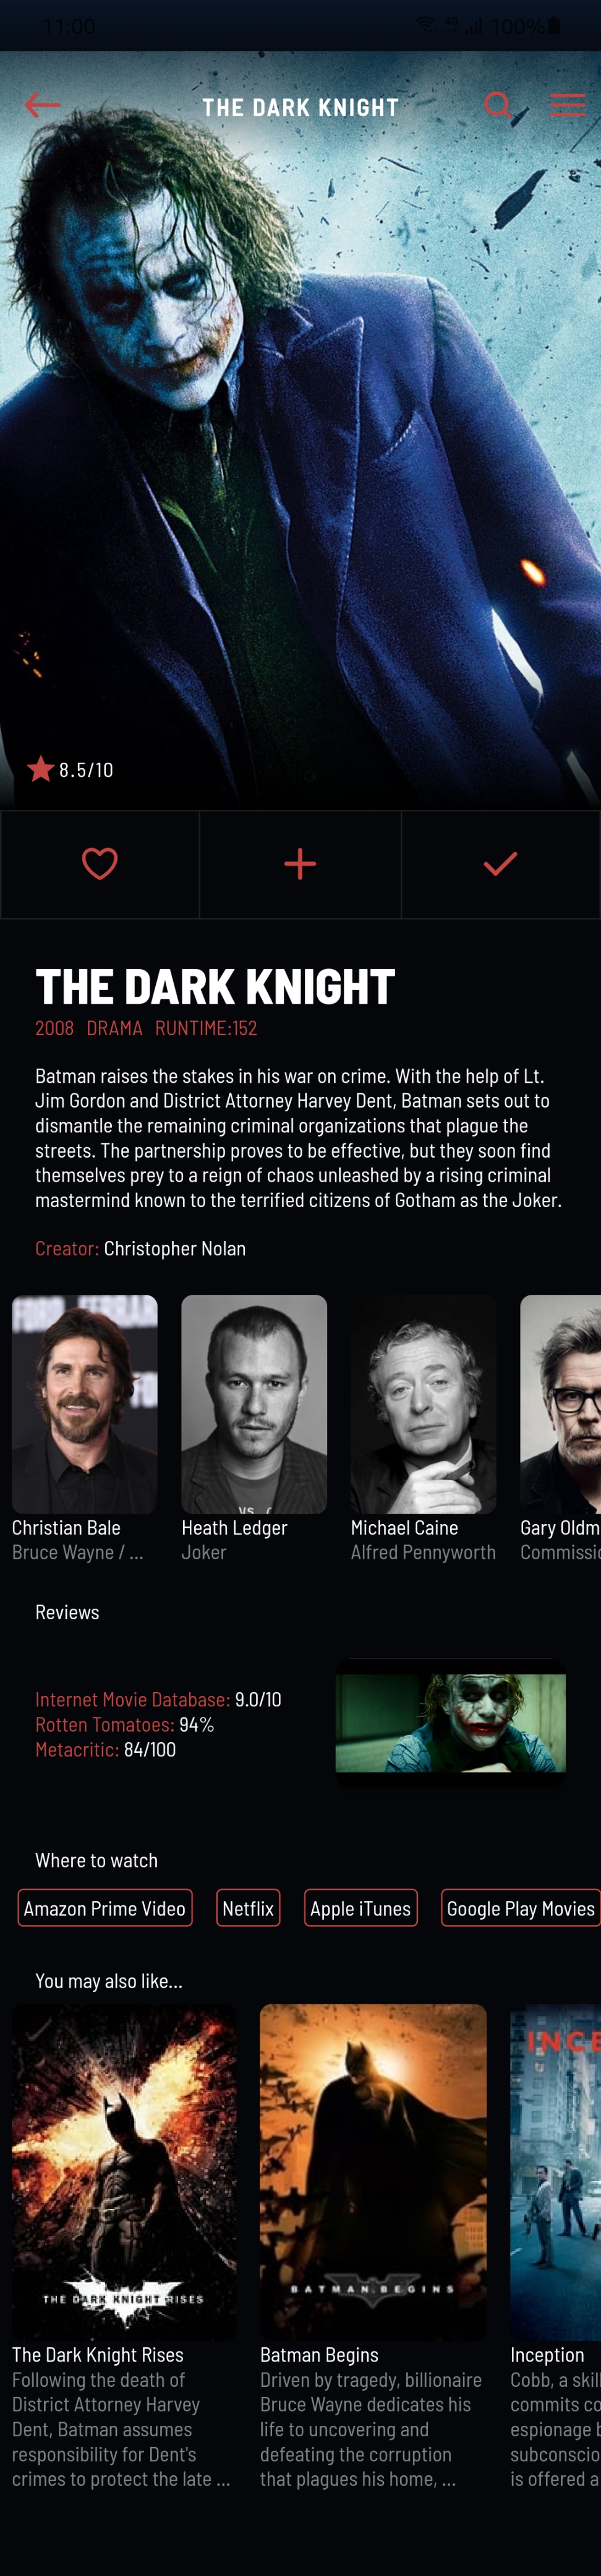 11:00 4G 100%
THE DARK KNIGHT
8.5/10
THE DARK KNIGHT
2008 DRAMA RUNTIME:152
Batman raises the stakes in his war on crime. With the help of Lt.
Jim Gordon and District Attorney Harvey Dent, Batman sets out to
dismantle the remaining criminal organizations that plague the
streets. The partnership proves to be effective, but they soon find
themselves prey to a reign of chaos unleashed by a rising criminal
mastermind known to the terrified citizens of Gotham as the Joker.
Creator: Christopher Nolan
Christian Bale
Bruce Wayne / ...
Heath Ledger
Joker
Michael Caine
Alfred Pennyworth
Gary Oldm
Commissio
Reviews
Internet Movie Database: 9.0/10
Rotten Tomatoes: 94%
Metacritic: 84/100
Where to watch
Amazon Prime Video Netflix Apple iTunes Google Play Movies
You may also like...
THE DARK KNIGHT RISES
BATMAN BEGINS
INCE
The Dark Knight Rises
Following the death of
District Attorney Harvey
Dent, Batman assumes
responsibility for Dent's
crimes to protect the late ...
Batman Begins
Driven by tragedy, billionaire
Bruce Wayne dedicates his
life to uncovering and
defeating the corruption
that plagues his home, ...
Inception
Cobb, a skill
commits co
espionage b
subconscio
is offered a